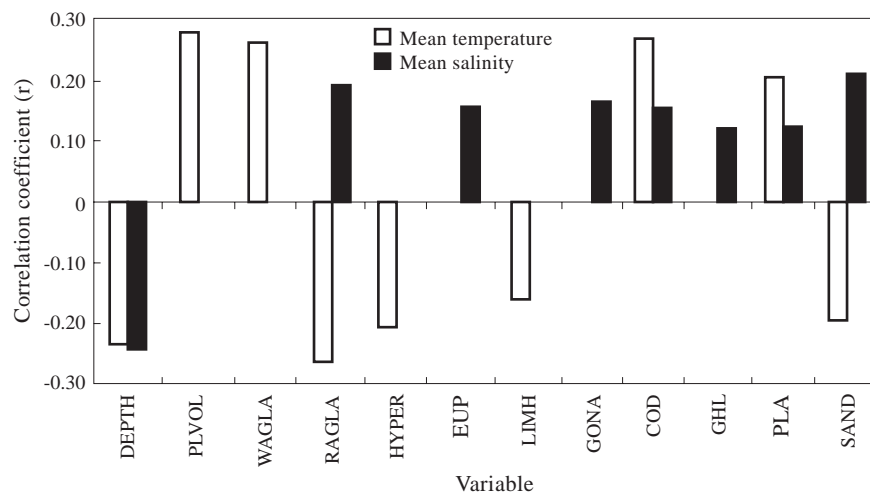 0.30
0.20
0.10
0
-0.10
-0.20
-0.30
Correlation coefficient (r)
Mean temperature
Mean salinity
DEPTH
PLVOL
WAGLA
RAGLA
HYPER
EUP
LIMH
GONA
COD
GHL
PLA
SAND
Variable